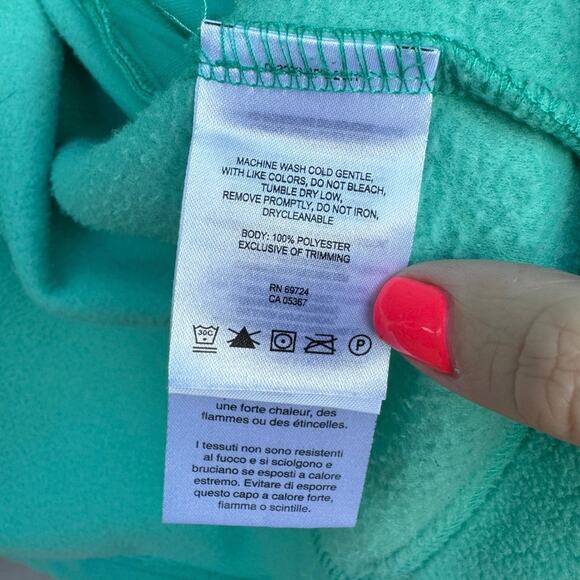 MACHINE WASH COLD GENTLE,
WITH LIKE COLORS, DO NOT BLEACH,
TUMBLE DRY LOW,
REMOVE PROMPTLY, DO NOT IRON,
DRYCLEANABLE
BODY: 100% POLYESTER
EXCLUSIVE OF TRIMMING
RN 69724
CA 05367
30C
P
une forte chaleur, des
flammes ou des étincelles.
I tessuti non sono resistenti
al fuoco e si sciolgono e
bruciano se esposti a calore
estremo. Evitare di esporre
questo capo a calore forte,
fiamma o scintille.